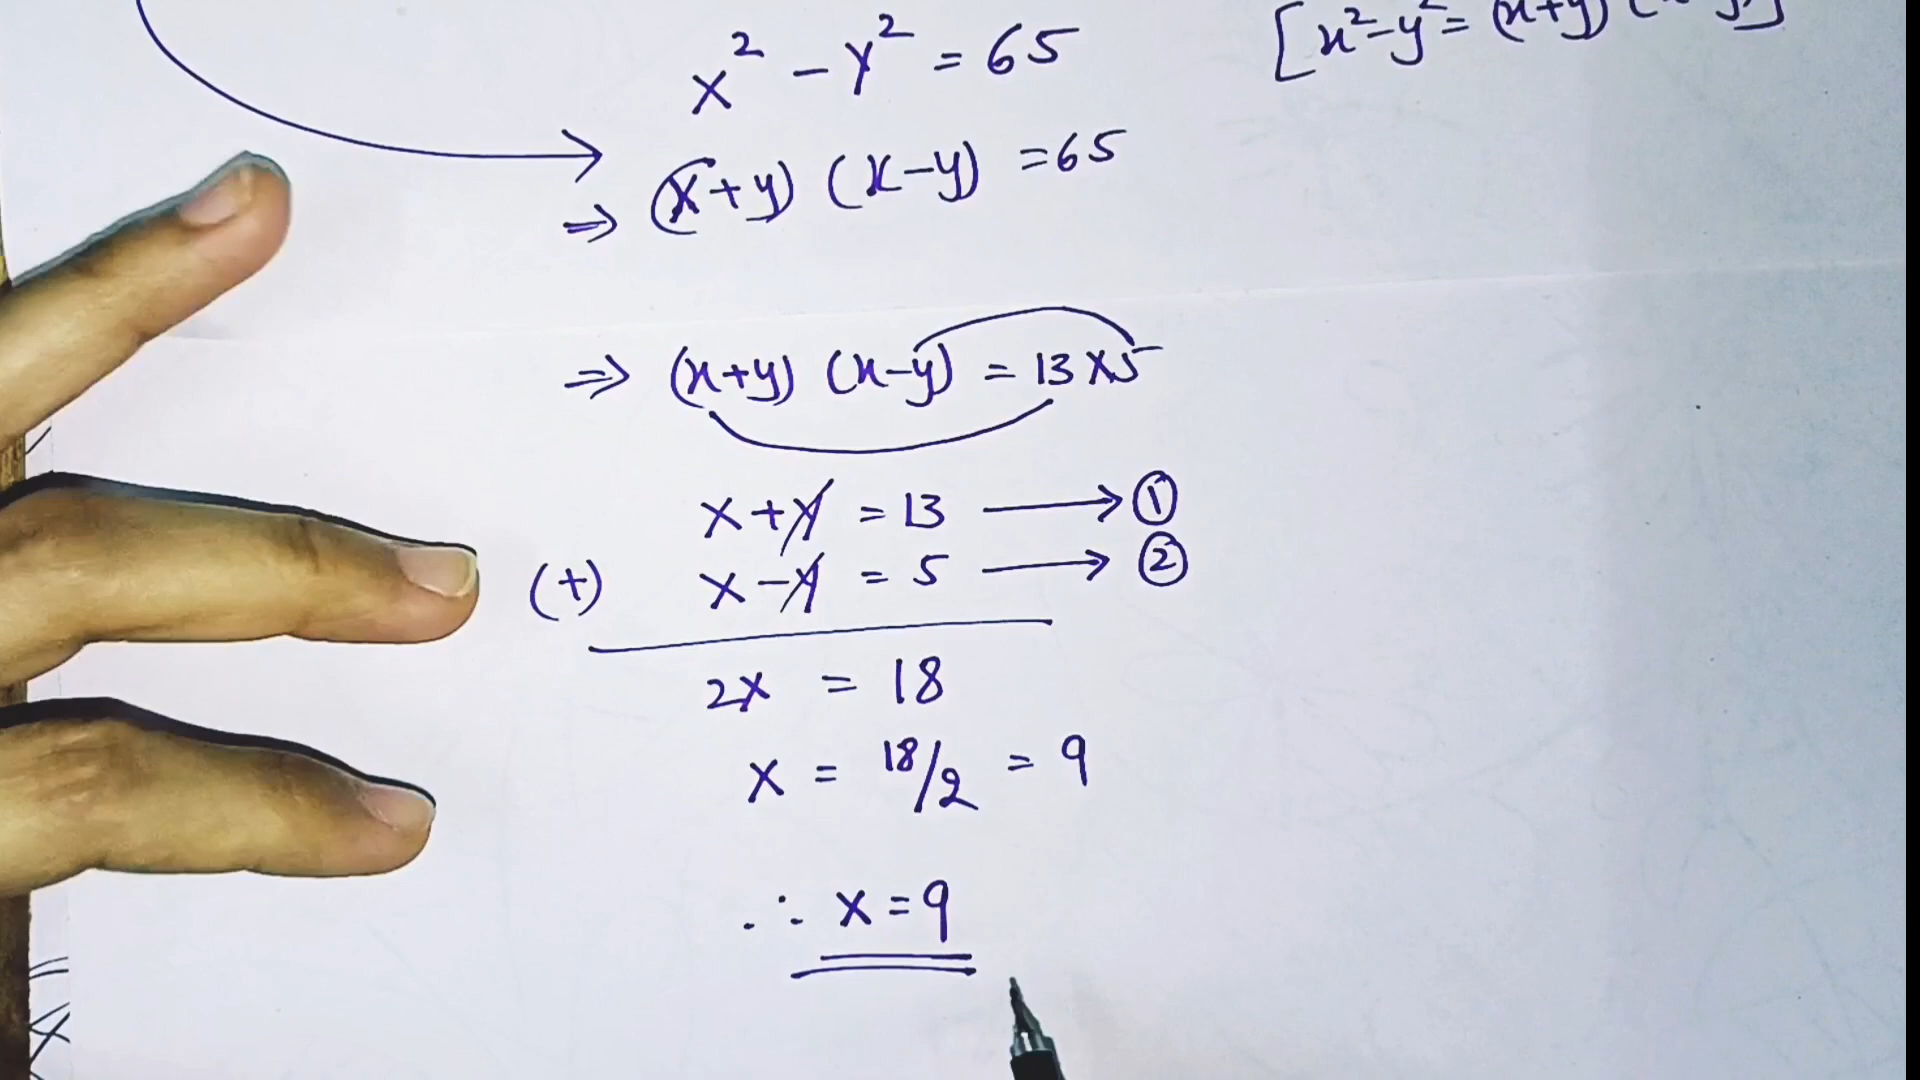 x² - y² = 65
[x² - y² = (x+y) (
⇒ (x+y) (x-y) = 65
⇒ (x+y) (x-y) = 13 x 5
x + y = 13 → ①
(+) x - y = 5 → ②
2x = 18
x = 18/2 = 9
∴ x = 9